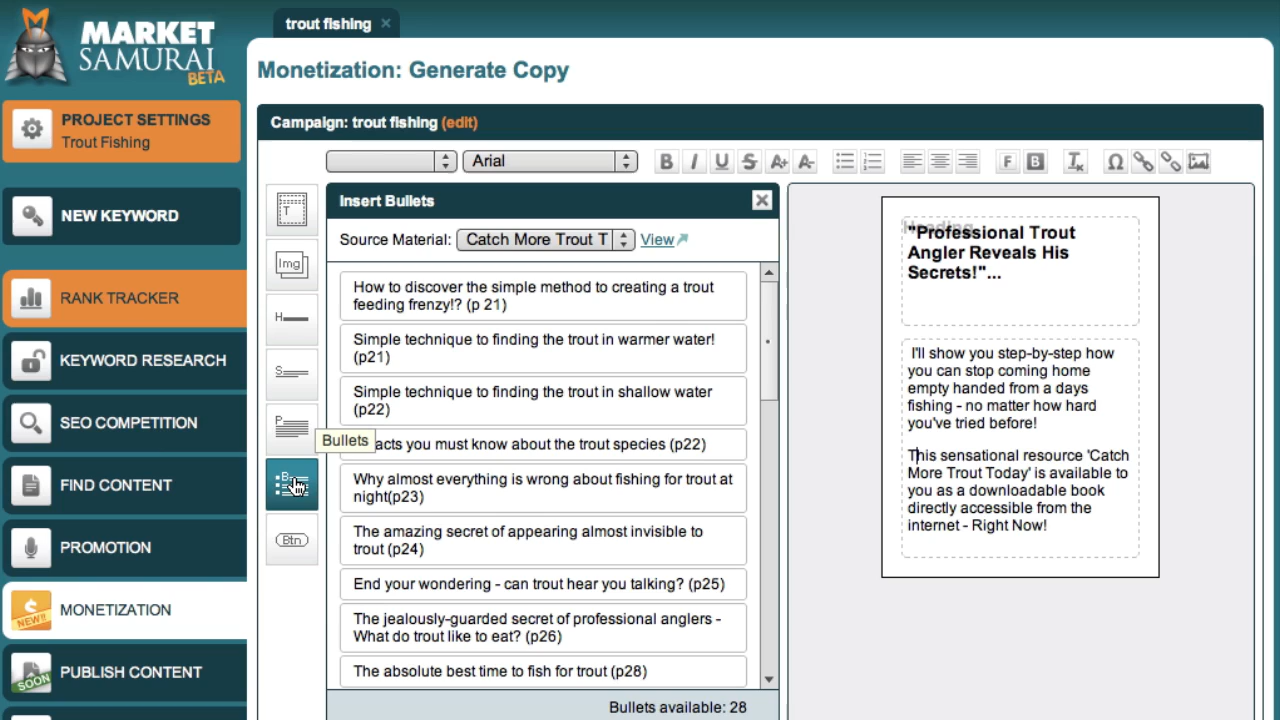 MARKET
SAMURAI
BETA
trout fishing
Monetization: Generate Copy
PROJECT SETTINGS
Trout Fishing
NEW KEYWORD
RANK TRACKER
KEYWORD RESEARCH
SEO COMPETITION
FIND CONTENT
PROMOTION
NEW!!
MONETIZATION
SOON
PUBLISH CONTENT
Campaign: trout fishing (edit)
Arial
B I U S A+ A- F B Tx Ω
T
Img
H
S
P
B
Btn
Bullets
Insert Bullets
Source Material: Catch More Trout T View
How to discover the simple method to creating a trout
feeding frenzy!? (p 21)
Simple technique to finding the trout in warmer water!
(p21)
Simple technique to finding the trout in shallow water
(p22)
acts you must know about the trout species (p22)
Why almost everything is wrong about fishing for trout at
night(p23)
The amazing secret of appearing almost invisible to
trout (p24)
End your wondering - can trout hear you talking? (p25)
The jealously-guarded secret of professional anglers -
What do trout like to eat? (p26)
The absolute best time to fish for trout (p28)
Bullets available: 28
Heading
"Professional Trout
Angler Reveals His
Secrets!"...
I'll show you step-by-step how
you can stop coming home
empty handed from a days
fishing - no matter how hard
you've tried before!
This sensational resource 'Catch
More Trout Today' is available to
you as a downloadable book
directly accessible from the
internet - Right Now!